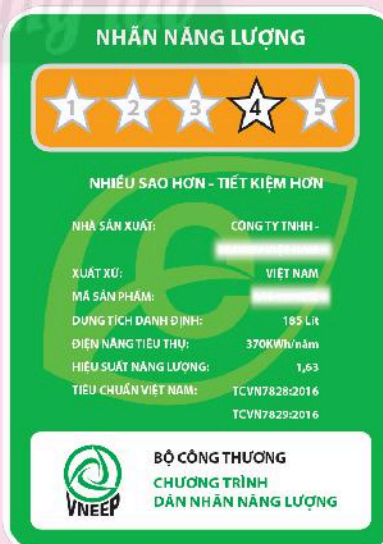 NHÃN NĂNG LƯỢNG
1 2 3 4 5
NHIỀU SAO HƠN - TIẾT KIỆM HƠN
NHÀ SẢN XUẤT: CÔNG TY TNHH -
XUẤT XỨ: VIỆT NAM
MÃ SẢN PHẨM:
DUNG TÍCH DANH ĐỊNH: 185 Lít
ĐIỆN NĂNG TIÊU THỤ: 370KWh/năm
HIỆU SUẤT NĂNG LƯỢNG: 1,63
TIÊU CHUẨN VIỆT NAM: TCVN7828:2016
TCVN7829:2016
BỘ CÔNG THƯƠNG
CHƯƠNG TRÌNH
DÁN NHÃN NĂNG LƯỢNG
VNEEP